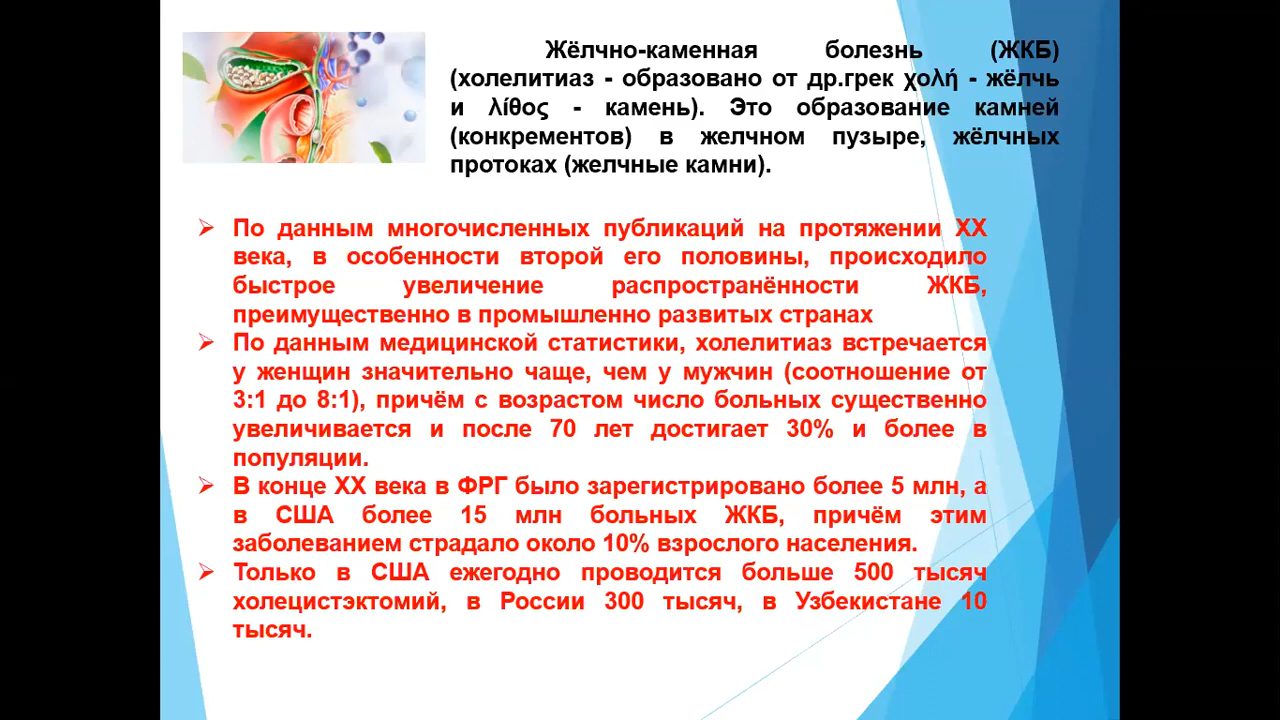 Жёлчно-каменная болезнь (ЖКБ)
(холелитиаз - образовано от др.грек χολή - жёлчь
и λίθος - камень). Это образование камней
(конкрементов) в желчном пузыре, жёлчных
протоках (желчные камни).
По данным многочисленных публикаций на протяжении XX
века, в особенности второй его половины, происходило
быстрое увеличение распространённости ЖКБ,
преимущественно в промышленно развитых странах
По данным медицинской статистики, холелитиаз встречается
у женщин значительно чаще, чем у мужчин (соотношение от
3:1 до 8:1), причём с возрастом число больных существенно
увеличивается и после 70 лет достигает 30% и более в
популяции.
В конце XX века в ФРГ было зарегистрировано более 5 млн, а
в США более 15 млн больных ЖКБ, причём этим
заболеванием страдало около 10% взрослого населения.
Только в США ежегодно проводится больше 500 тысяч
холецистэктомий, в России 300 тысяч, в Узбекистане 10
тысяч.